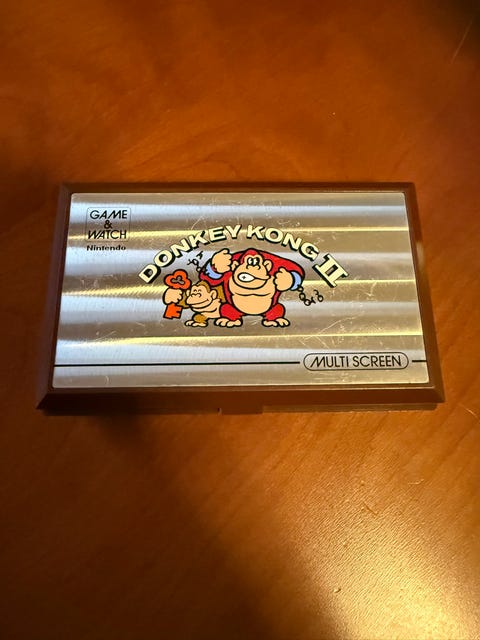 GAME
&
WATCH
Nintendo
DONKEY KONG II
MULTI SCREEN